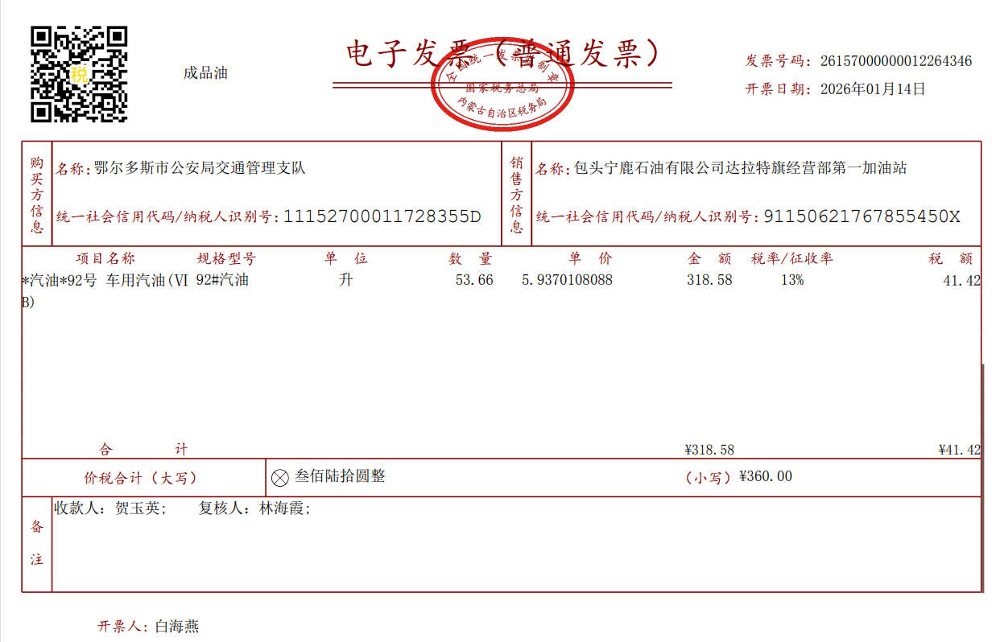 税
成品油
电子发票（普通发票）
全国统一发票监制章
国家税务总局
内蒙古自治区税务局
发票号码：26157000000012264346
开票日期：2026年01月14日
购买方信息
名称：鄂尔多斯市公安局交通管理支队
统一社会信用代码/纳税人识别号：11152700011728355D
销售方信息
名称：包头宁鹿石油有限公司达拉特旗经营部第一加油站
统一社会信用代码/纳税人识别号：91150621767855450X
项目名称 规格型号 单 位 数 量 单 价 金 额 税率/征收率 税 额
*汽油*92号 车用汽油(VI 92#汽油 升 53.66 5.9370108088 318.58 13% 41.42
B)
合 计 ¥318.58 ¥41.42
价税合计（大写） 叁佰陆拾圆整 （小写）¥360.00
备注
收款人：贺玉英; 复核人：林海霞;
开票人：白海燕